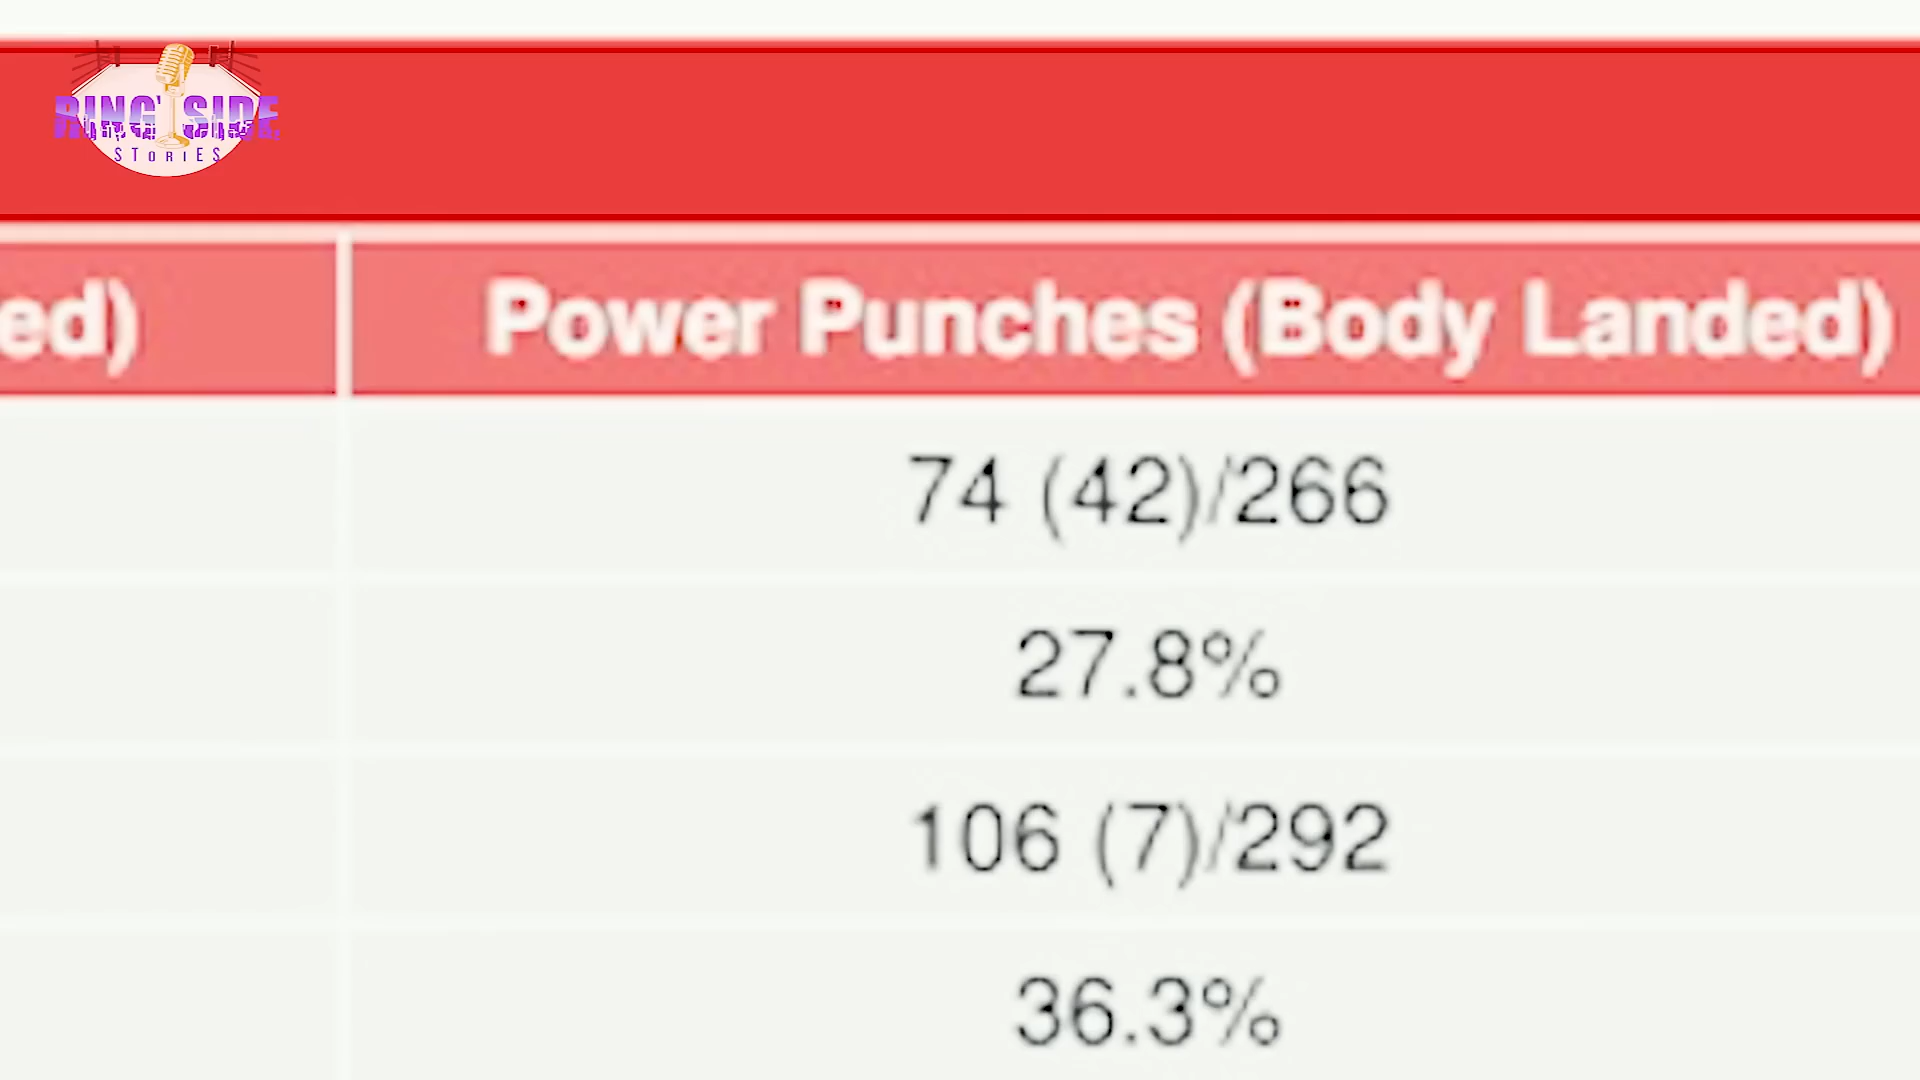 RING SIDE
STORIES
ed) Power Punches (Body Landed)
74 (42)/266
27.8%
106 (7)/292
36.3%